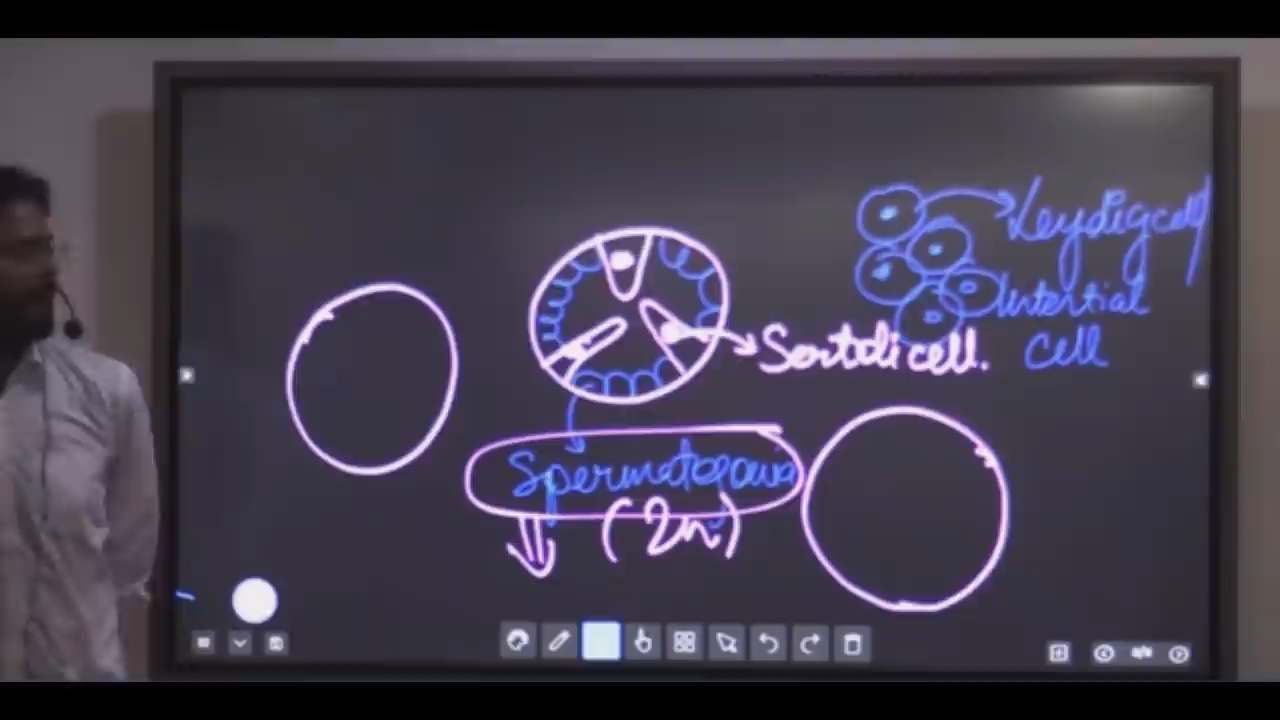 Leydig cell
Intertial
cell
Sertoli cell.
Spermatogonia
(2n)